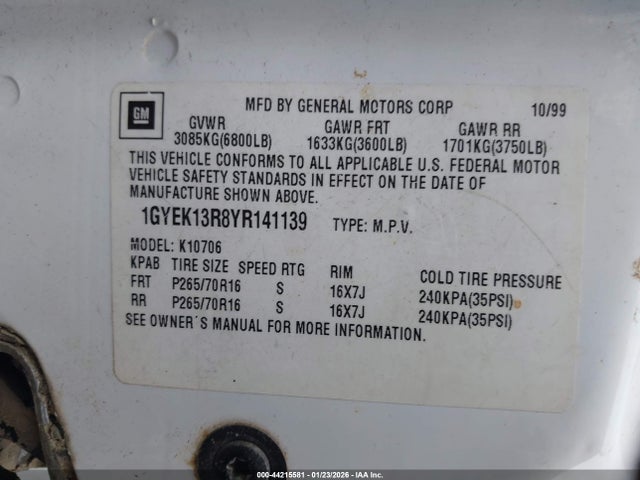 GM
MFD BY GENERAL MOTORS CORP 10/99
GVWR GAWR FRT GAWR RR
3085KG(6800LB) 1633KG(3600LB) 1701KG(3750LB)
THIS VEHICLE CONFORMS TO ALL APPLICABLE U.S. FEDERAL MOTOR
VEHICLE SAFETY STANDARDS IN EFFECT ON THE DATE OF
MANUFACTURE SHOWN ABOVE.
1GYEK13R8YR141139 TYPE: M.P.V.
MODEL: K10706
KPAB TIRE SIZE SPEED RTG RIM COLD TIRE PRESSURE
FRT P265/70R16 S 16X7J 240KPA(35PSI)
RR P265/70R16 S 16X7J 240KPA(35PSI)
SEE OWNER'S MANUAL FOR MORE INFORMATION.
000-44215581 - 01/23/2026 - IAA Inc.